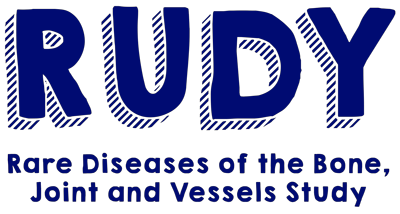 RUDY
Rare Diseases of the Bone,
Joint and Vessels Study